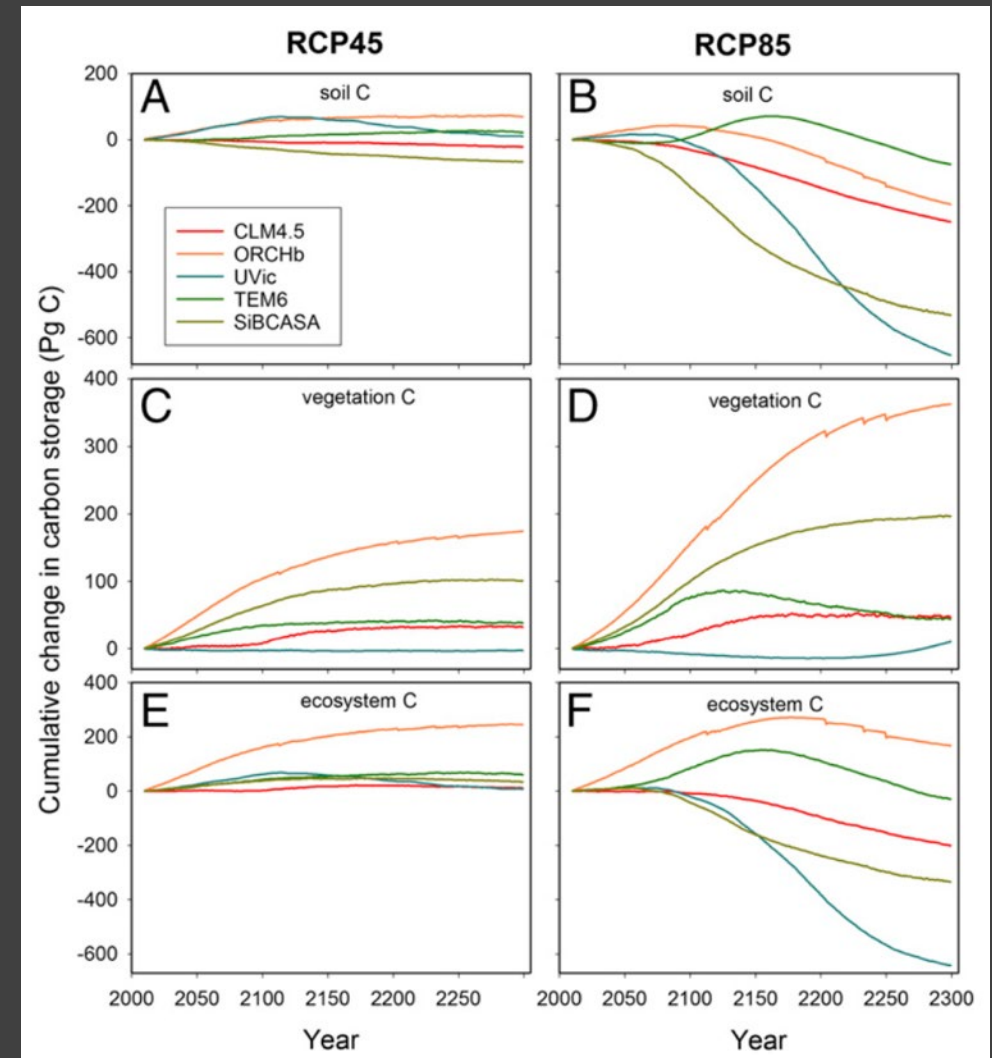 RCP45 RCP85
Cumulative change in carbon storage (Pg C)
A
soil C
200
0
-200
-400
-600
CLM4.5
ORCHb
UVic
TEM6
SiBCASA
B
soil C
C
vegetation C
400
300
200
100
0
D
vegetation C
E
ecosystem C
400
200
0
-200
-400
-600
F
ecosystem C
2000 2050 2100 2150 2200 2250
2000 2050 2100 2150 2200 2250 2300
Year Year